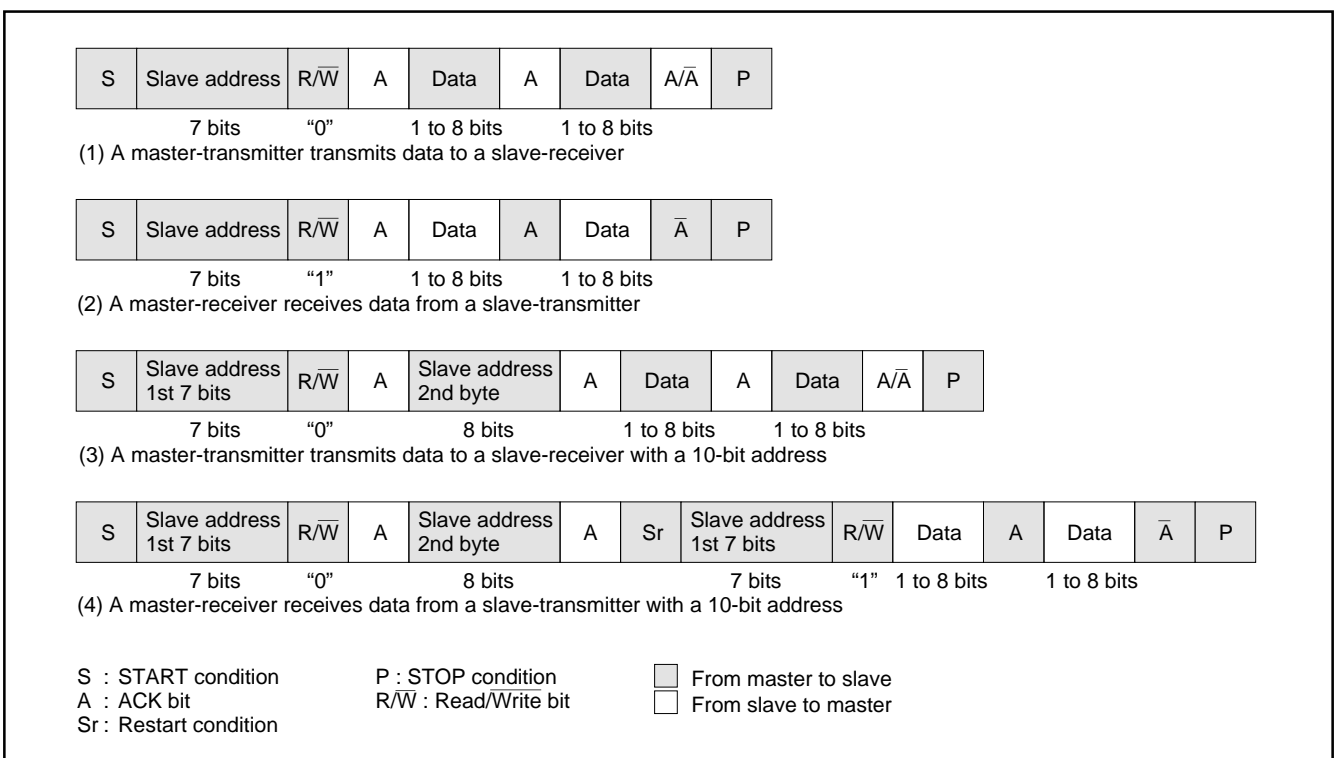 S Slave address R/W̅ A Data A Data A/A̅ P
7 bits “0” 1 to 8 bits 1 to 8 bits
(1) A master-transmitter transmits data to a slave-receiver
S Slave address R/W̅ A Data A Data A̅ P
7 bits “1” 1 to 8 bits 1 to 8 bits
(2) A master-receiver receives data from a slave-transmitter
S Slave address 1st 7 bits R/W̅ A Slave address 2nd byte A Data A Data A/A̅ P
7 bits “0” 8 bits 1 to 8 bits 1 to 8 bits
(3) A master-transmitter transmits data to a slave-receiver with a 10-bit address
S Slave address 1st 7 bits R/W̅ A Slave address 2nd byte A Sr Slave address 1st 7 bits R/W̅ Data A Data A̅ P
7 bits “0” 8 bits 7 bits “1” 1 to 8 bits 1 to 8 bits
(4) A master-receiver receives data from a slave-transmitter with a 10-bit address
S : START condition
A : ACK bit
Sr : Restart condition
P : STOP condition
R/W̅ : Read/W̅r̅i̅t̅e̅ bit
From master to slave
From slave to master